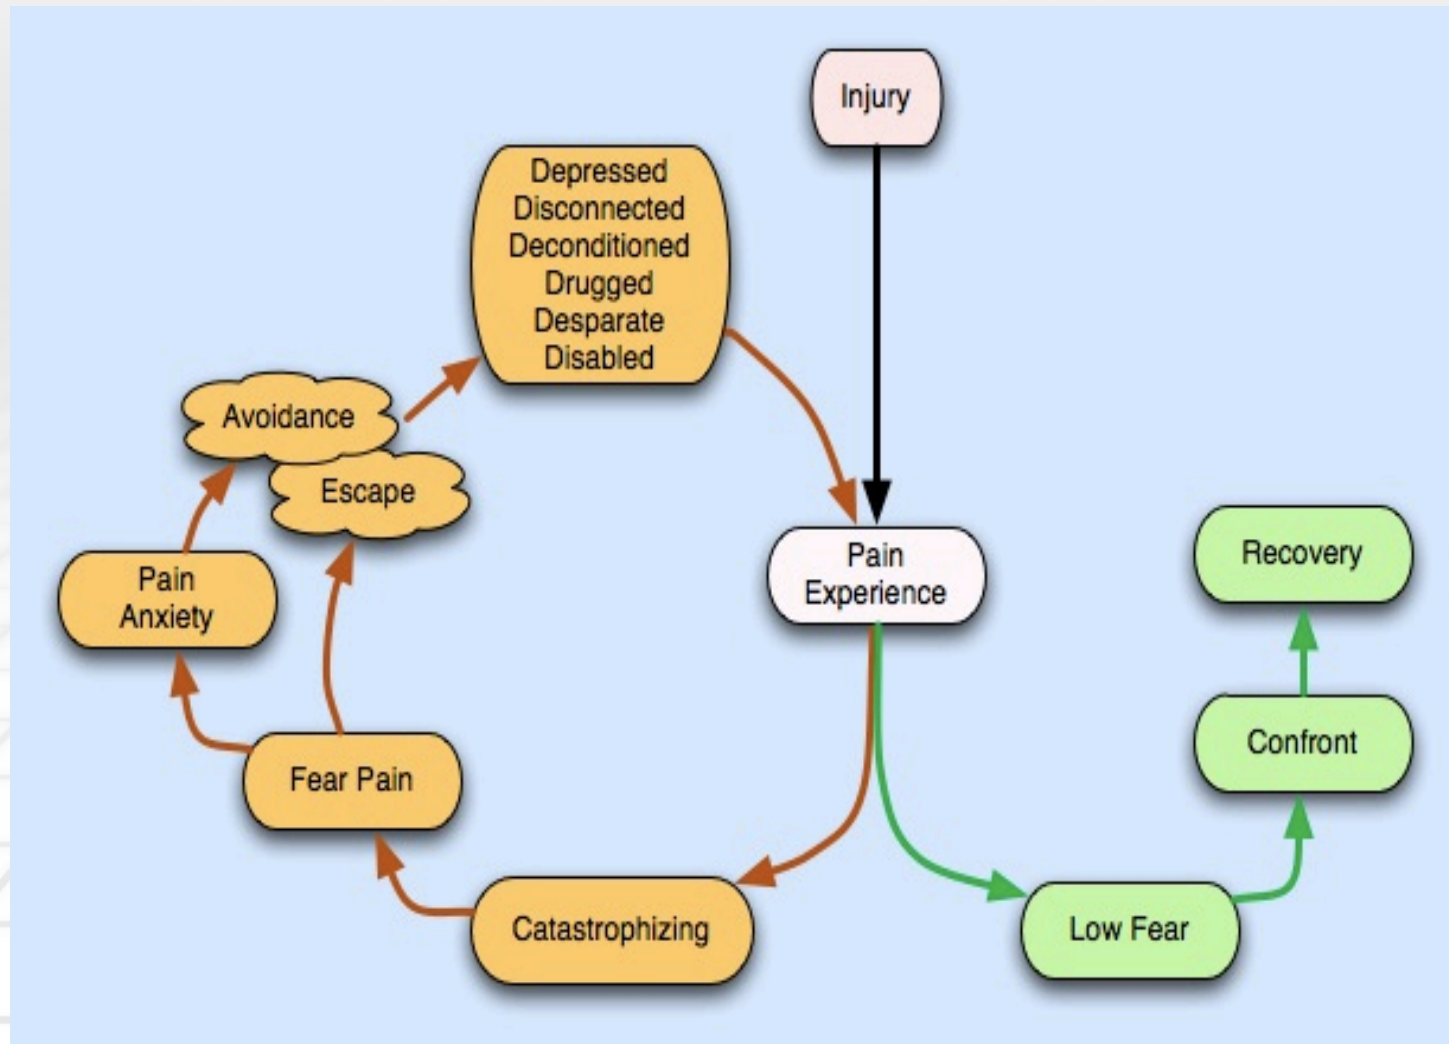 Injury
Depressed
Disconnected
Deconditioned
Drugged
Desparate
Disabled
Avoidance
Escape
Pain
Experience
Recovery
Pain
Anxiety
Confront
Fear Pain
Catastrophizing
Low Fear